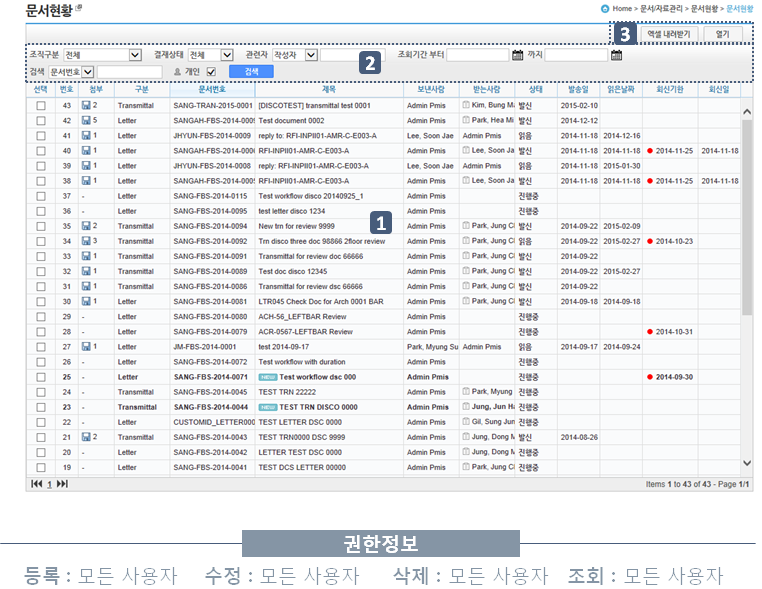 문서현황
Home > 문서/자료관리 > 문서현황 > 문서현황
3 엑셀 내려받기 열기
조작구분 전체 결재상태 전체 관련자 작성자 조회기간 부터 까지
2
검색 문서번호 개인 검색
선택 번호 첨부 구분 문서번호 제목 보낸사람 받는사람 상태 발송일 읽은날짜 회신기한 회신일
43 2 Transmittal SANG-TRAN-2015-0001 [DISCOTEST] transmittal test 0001 Admin Pmis Kim, Bung Ma 발신 2015-02-10
42 5 Letter SANGAH-FBS-2014-0009 Test document 0002 Admin Pmis Park, Hea Mi 발신 2014-12-12
41 1 Letter JHYUN-FBS-2014-0009 reply to: RFI-INPII01-AMR-C-E003-A Lee, Soon Jae Admin Pmis 읽음 2014-11-18 2014-12-16
40 1 Letter SANGAH-FBS-2014-0009 RFI-INPII01-AMR-C-E003-A Admin Pmis Lee, Soon Ja 발신 2014-11-18 2014-11-18 2014-11-25 2014-11-18
39 1 Letter JHYUN-FBS-2014-0008 reply: RFI-INPII01-AMR-C-E003-A Lee, Soon Jae Admin Pmis 읽음 2014-11-18 2015-01-30
38 1 Letter SANGAH-FBS-2014-0009 RFI-INPII01-AMR-C-E003-A Admin Pmis Lee, Soon Ja 발신 2014-11-18 2014-11-18 2014-11-25 2014-11-18
37 - Letter SANG-FBS-2014-0115 Test workflow disco 20140925_1 Admin Pmis 진행중
36 - Letter SANG-FBS-2014-0095 test letter disco 1234 Admin Pmis 진행중
1
35 2 Transmittal SANG-FBS-2014-0094 New trn for review 9999 Admin Pmis Park, Jung Cl 발신 2014-09-22 2015-02-09
34 3 Transmittal SANG-FBS-2014-0092 Trn disco three doc 98866 2floor review Admin Pmis Park, Jung Cl 읽음 2014-09-22 2015-02-27 2014-10-23
33 1 Transmittal SANG-FBS-2014-0091 Transmittal for review doc 66666 Admin Pmis Park, Jung Cl 발신 2014-09-22
32 1 Transmittal SANG-FBS-2014-0089 Test doc disco 12345 Admin Pmis Park, Jung Cl 발신 2014-09-22 2015-02-27
31 1 Transmittal SANG-FBS-2014-0086 Transmittal for review dsc 66666 Admin Pmis Park, Jung Cl 발신 2014-09-22
30 1 Letter SANG-FBS-2014-0081 LTR045 Check Doc for Arch 0001 BAR Admin Pmis Park, Jung Cl 발신 2014-09-18 2014-09-18
29 - Letter SANG-FBS-2014-0080 ACH-56_LEFTBAR Review Admin Pmis 진행중
28 - Letter SANG-FBS-2014-0079 ACR-0567-LEFTBAR Review Admin Pmis 진행중 2014-10-31
27 1 Letter JM-FBS-2014-0001 test 2014-09-17 Park, Myung Su Admin Pmis 읽음 2014-09-17 2014-09-24
26 - Letter SANG-FBS-2014-0072 Test workflow with duration Admin Pmis 진행중
25 - Letter SANG-FBS-2014-0071 NEW Test workflow dsc 000 Admin Pmis 진행중 2014-09-30
24 - Transmittal SANG-FBS-2014-0045 TEST TRN 22222 Admin Pmis Park, Myung 진행중
23 - Transmittal SANG-FBS-2014-0044 NEW TEST TRN DISCO 0000 Admin Pmis Jung, Jun Ha 진행중
22 - Letter CUSTOMID_LETTER000 TEST LETTER DSC 0000 Admin Pmis Gil, Sung Jun 진행중
21 2 Transmittal SANG-FBS-2014-0043 TEST TRN0000 DSC 9999 Admin Pmis Jung, Dong M 발신 2014-08-26
20 - Letter SANG-FBS-2014-0042 LETTER TEST DSC 0000 Admin Pmis Jung, Dong M 진행중
19 - Letter SANG-FBS-2014-0041 TEST DCS LETTER 00000 Admin Pmis Park, Jung Cl 진행중
1 Items 1 to 43 of 43 - Page 1/1
권한정보
등록 : 모든 사용자 수정 : 모든 사용자 삭제 : 모든 사용자 조회 : 모든 사용자